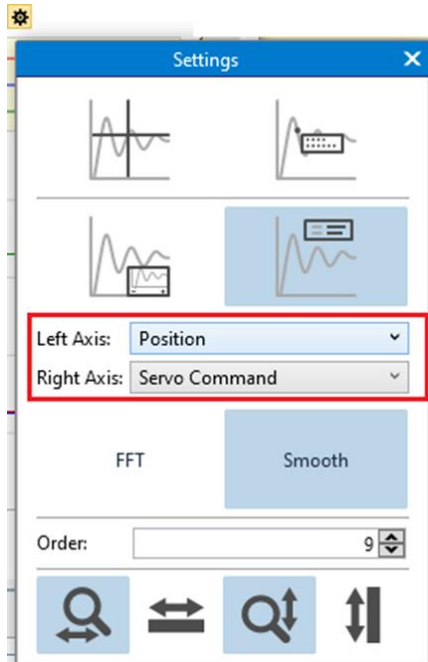 Settings
Left Axis: Position
Right Axis: Servo Command
FFT Smooth
Order: 9